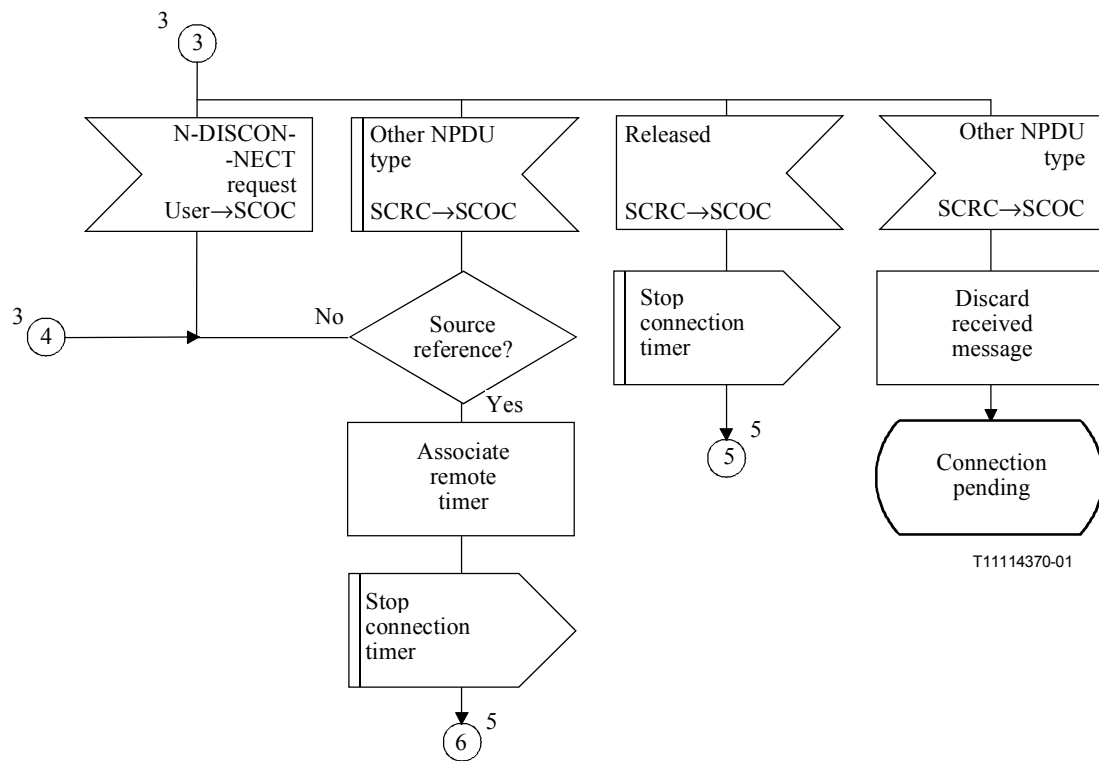 3
3
N-DISCON-
-NECT
request
User→SCOC
Other NPDU
type
SCRC→SCOC
Released
SCRC→SCOC
Other NPDU
type
SCRC→SCOC
3
4
No
Source
reference?
Yes
Stop
connection
timer
Discard
received
message
Associate
remote
timer
5
5
Connection
pending
T11114370-01
Stop
connection
timer
5
6